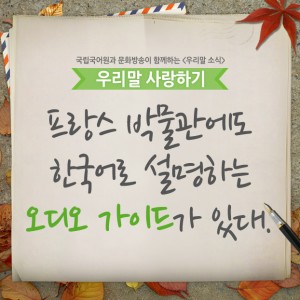 국립국어원과 문화방송이 함께하는 <우리말 소식>
우리말 사랑하기
프랑스 박물관에도
한국어로 설명하는
오디오 가이드가 있대.